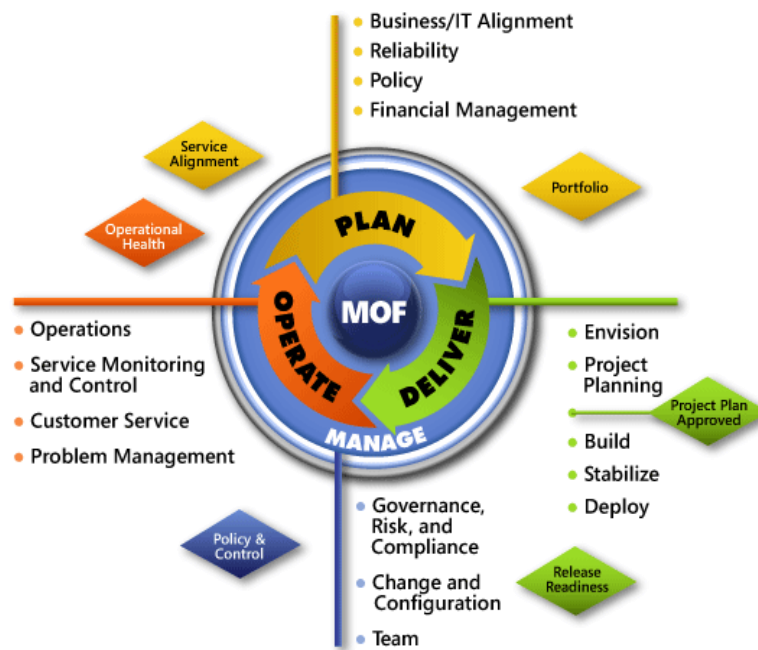 Business/IT Alignment
Reliability
Policy
Financial Management
Service
Alignment
Portfolio
Operational
Health
PLAN
MOF
OPERATE
DELIVER
MANAGE
Operations
Service Monitoring
and Control
Customer Service
Problem Management
Envision
Project
Planning
Project Plan
Approved
Build
Stabilize
Deploy
Policy &
Control
Governance,
Risk, and
Compliance
Change and
Configuration
Team
Release
Readiness